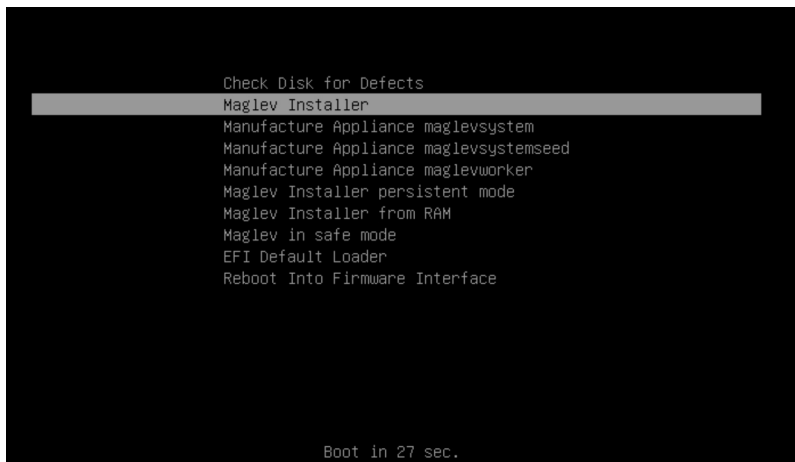 Check Disk for Defects
Maglev Installer
Manufacture Appliance maglevsystem
Manufacture Appliance maglevsystemseed
Manufacture Appliance maglevworker
Maglev Installer persistent mode
Maglev Installer from RAM
Maglev in safe mode
EFI Default Loader
Reboot Into Firmware Interface
Boot in 27 sec.